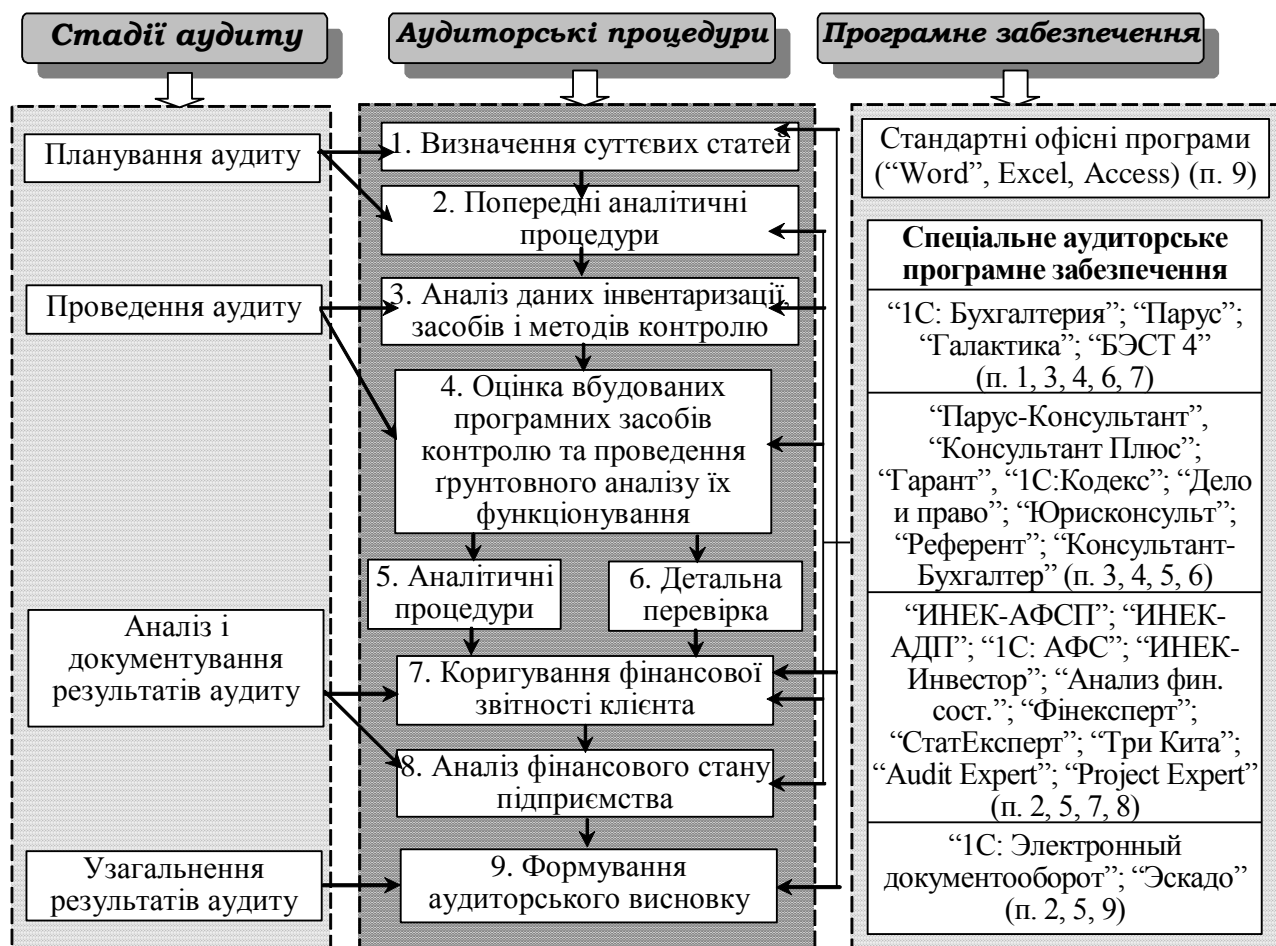 Стадії аудиту
Аудиторські процедури
Програмне забезпечення
Планування аудиту
Проведення аудиту
Аналіз і
документування
результатів аудиту
Узагальнення
результатів аудиту
1. Визначення суттєвих статей
2. Попередні аналітичні
процедури
3. Аналіз даних інвентаризації,
засобів і методів контролю
4. Оцінка вбудованих
програмних засобів
контролю та проведення
ґрунтовного аналізу їх
функціонування
5. Аналітичні
процедури
6. Детальна
перевірка
7. Коригування фінансової
звітності клієнта
8. Аналіз фінансового стану
підприємства
9. Формування
аудиторського висновку
Стандартні офісні програми
(“Word”, Excel, Access) (п. 9)
Спеціальне аудиторське
програмне забезпечення
“1С: Бухгалтерия”; “Парус”;
“Галактика”; “БЭСТ 4”
(п. 1, 3, 4, 6, 7)
“Парус-Консультант”,
“Консультант Плюс”;
“Гарант”, “1С:Кодекс”; “Дело
и право”; “Юрисконсульт”;
“Референт”; “Консультант-
Бухгалтер” (п. 3, 4, 5, 6)
“ИНЕК-АФСП”; “ИНЕК-
АДП”; “1С: АФС”; “ИНЕК-
Инвестор”; “Анализ фин.
сост.”; “Фінексперт”;
“СтатЕксперт”; “Три Кита”;
“Audit Expert”; “Project Expert”
(п. 2, 5, 7, 8)
“1С: Электронный
документооборот”; “Эскадо”
(п. 2, 5, 9)